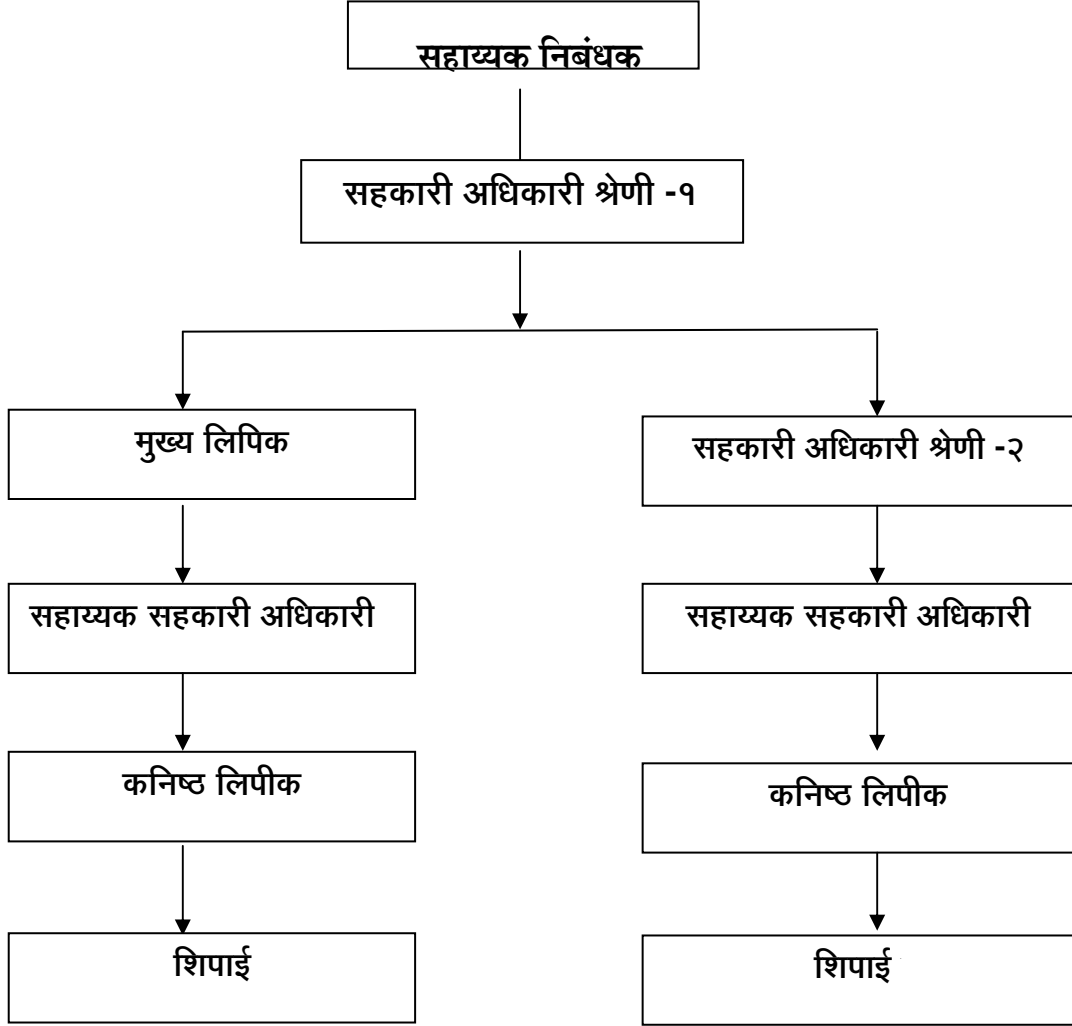 सहाय्यक निबंधक
सहकारी अधिकारी श्रेणी -१
मुख्य लिपिक
सहकारी अधिकारी श्रेणी -२
सहाय्यक सहकारी अधिकारी
सहाय्यक सहकारी अधिकारी
कनिष्ठ लिपीक
कनिष्ठ लिपीक
शिपाई
शिपाई